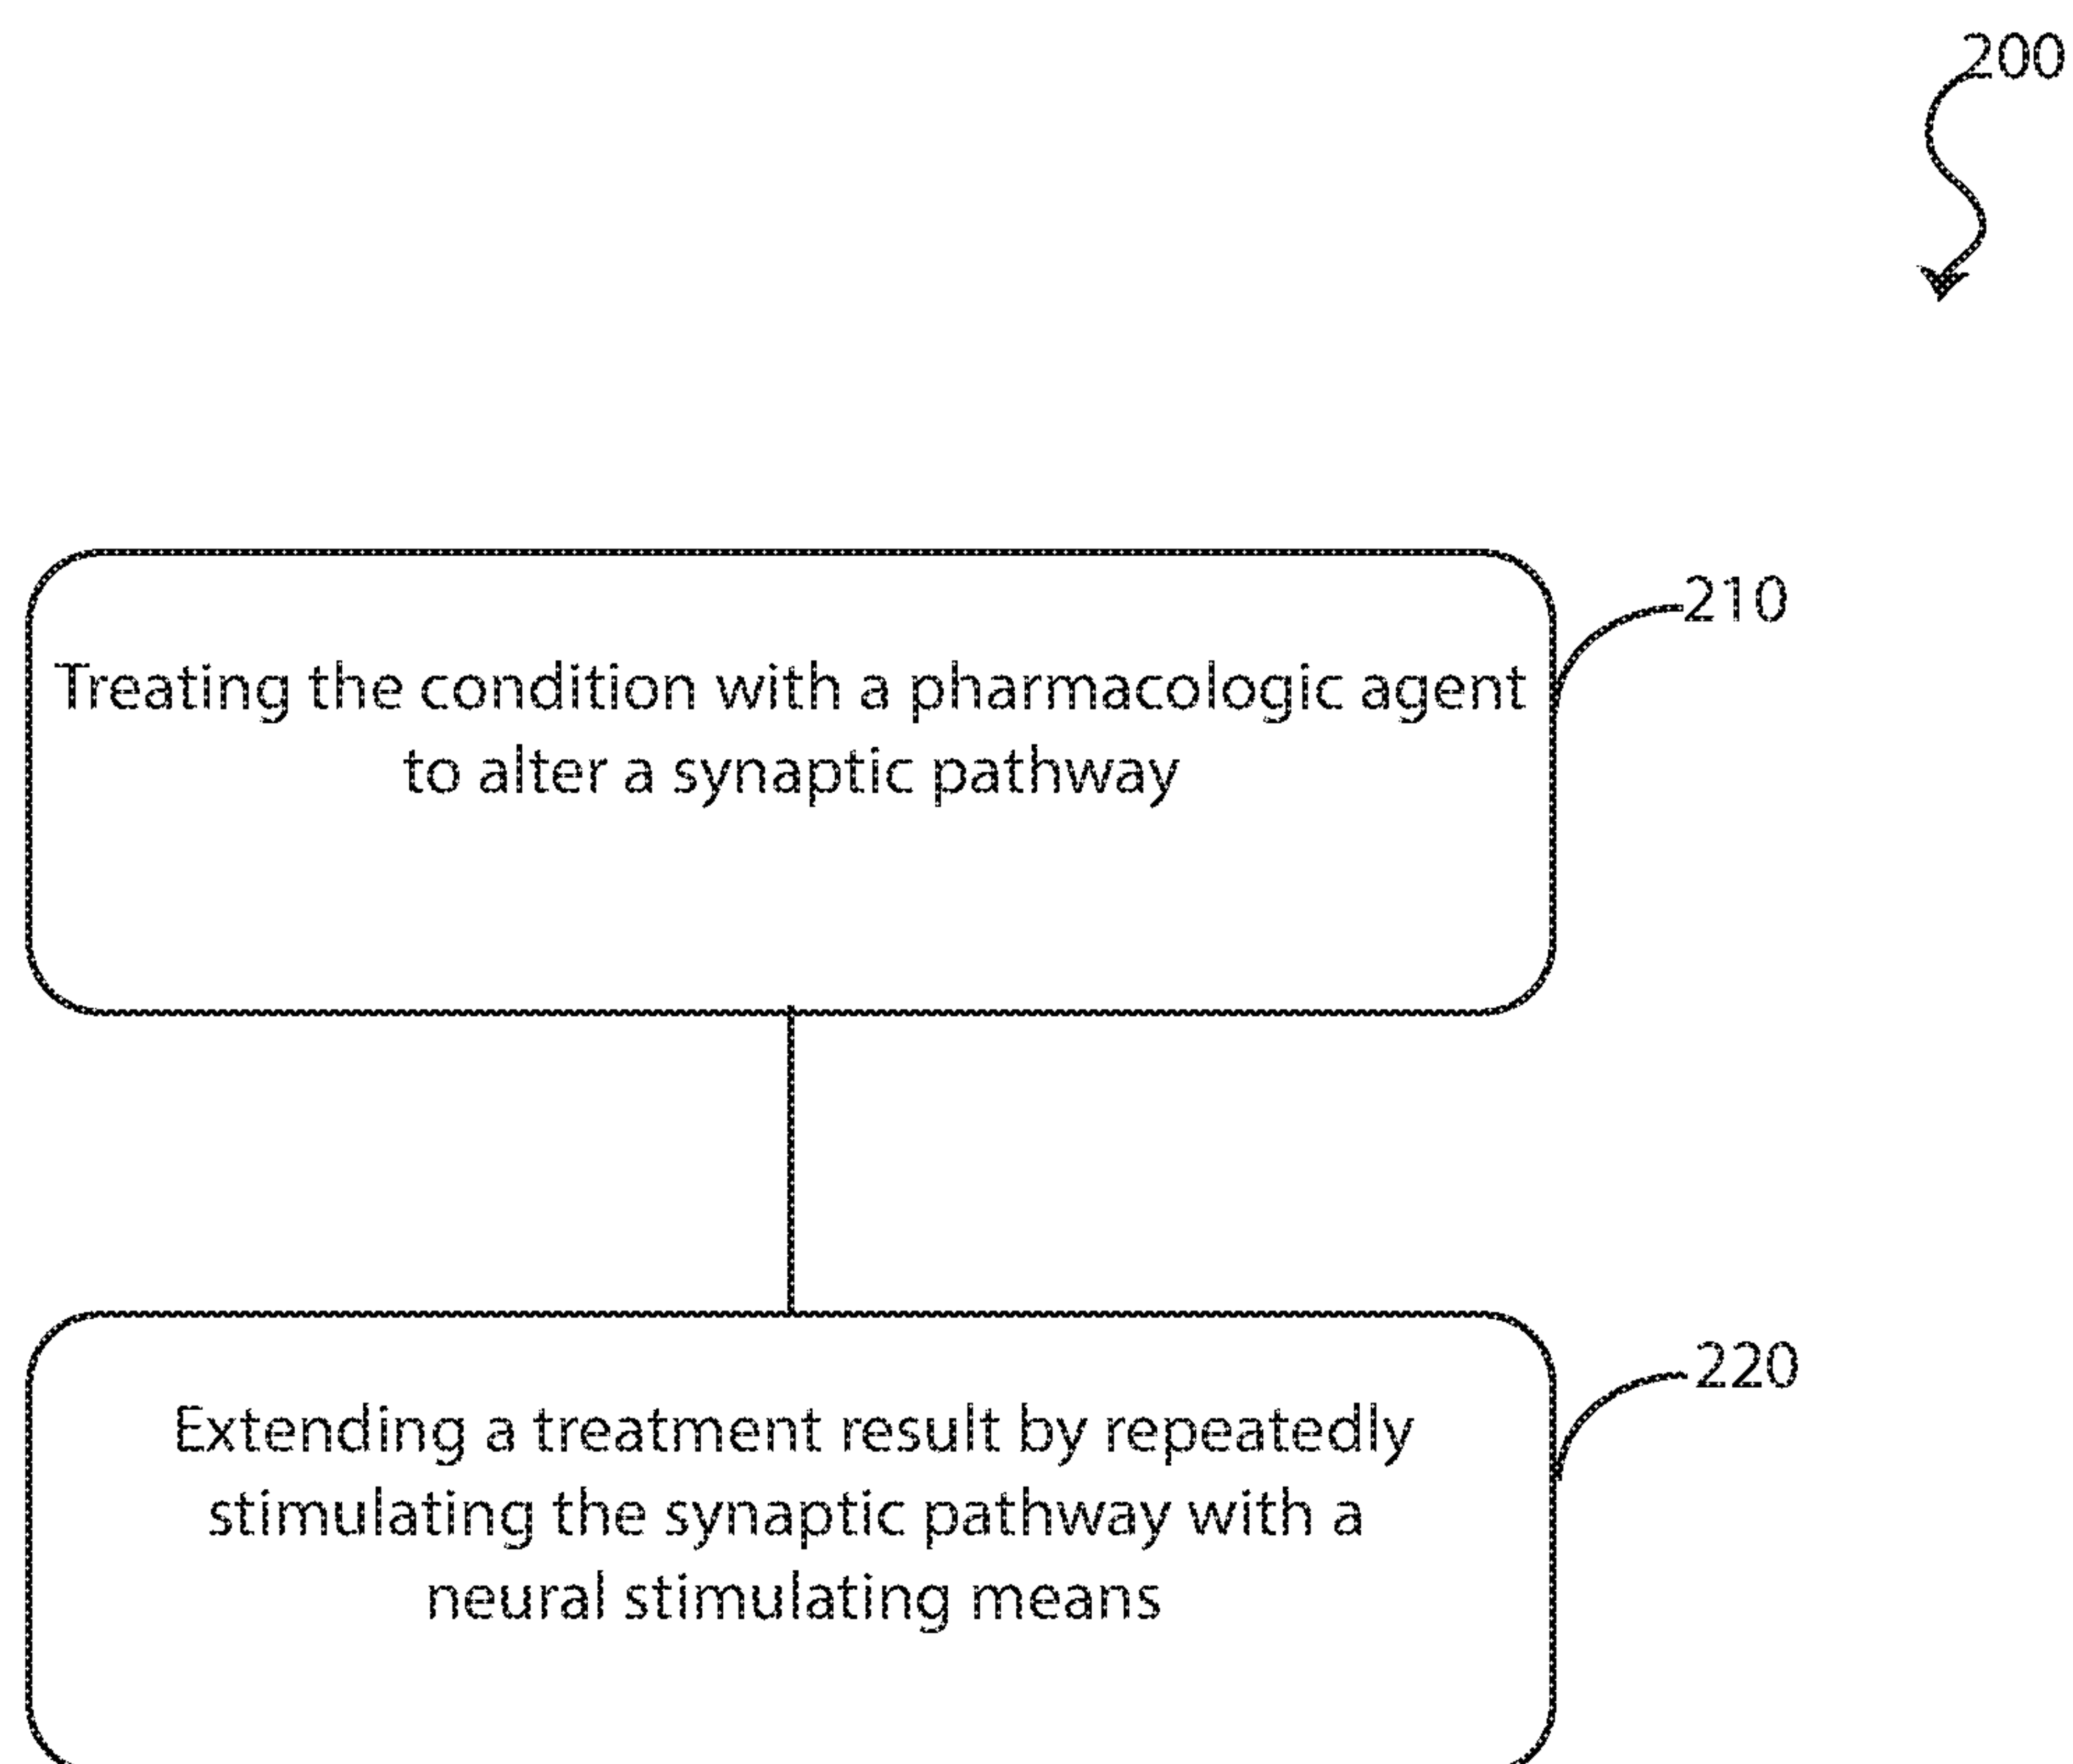 200
210
Treating the condition with a pharmacologic agent
to alter a synaptic pathway
220
Extending a treatment result by repeatedly
stimulating the synaptic pathway with a
neural stimulating means